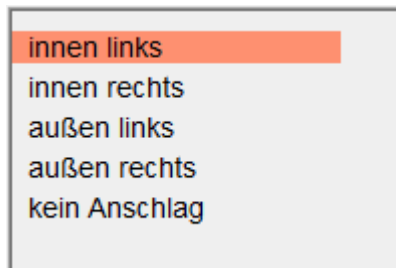 innen links
innen rechts
außen links
außen rechts
kein Anschlag